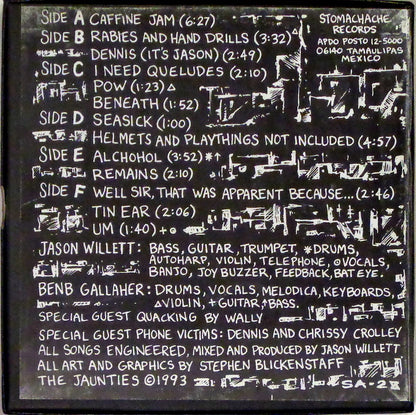 SIDE A CAFFINE JAM (6:27)
SIDE B RABIES AND HAND DRILLS (3:32)△
DENNIS (IT'S JASON) (2:49)
SIDE C I NEED QUELUDES (2:10)
POW (1:23) △
BENEATH (1:52)
SIDE D SEASICK (1:00)
HELMETS AND PLAYTHINGS NOT INCLUDED (4:57)
SIDE E ALCHOHOL (3:52)*↑
REMAINS (2:10)
SIDE F WELL SIR, THAT WAS APPARENT BECAUSE...(2:46)
TIN EAR (2:06)
UM (1:40)+⊙
STOMACHACHE
RECORDS
APDO POSTO 12-5000
06140 TAMAULIPAS
MEXICO
JASON WILLETT: BASS, GUITAR, TRUMPET, *DRUMS,
AUTOHARP, VIOLIN, TELEPHONE, ⊙VOCALS,
BANJO, JOY BUZZER, FEEDBACK, BAT EYE.
BENB GALLAHER: DRUMS, VOCALS, MELODICA, KEYBOARDS,
△VIOLIN, +GUITAR, ↑BASS.
SPECIAL GUEST QUACKING BY WALLY
SPECIAL GUEST PHONE VICTIMS: DENNIS AND CHRISSY CROLLEY
ALL SONGS ENGINEERED, MIXED AND PRODUCED BY JASON WILLETT
ALL ART AND GRAPHICS BY STEPHEN BLICKENSTAFF
THE JAUNTIES ©1993